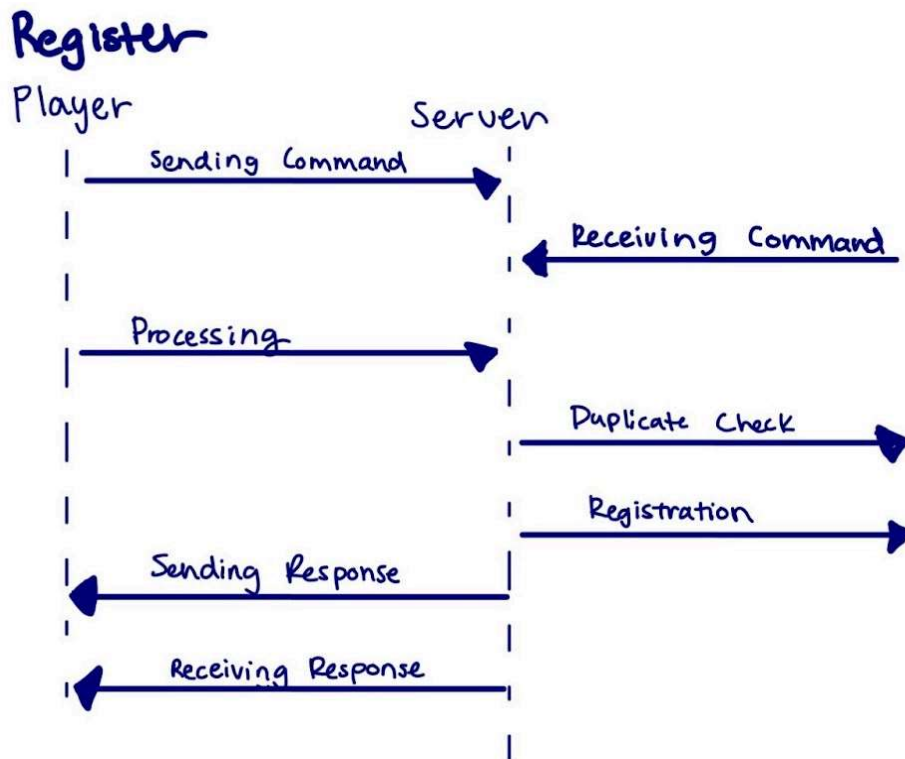 Register
Player
Server
Sending Command
Receiving Command
Processing
Duplicate Check
Registration
Sending Response
Receiving Response